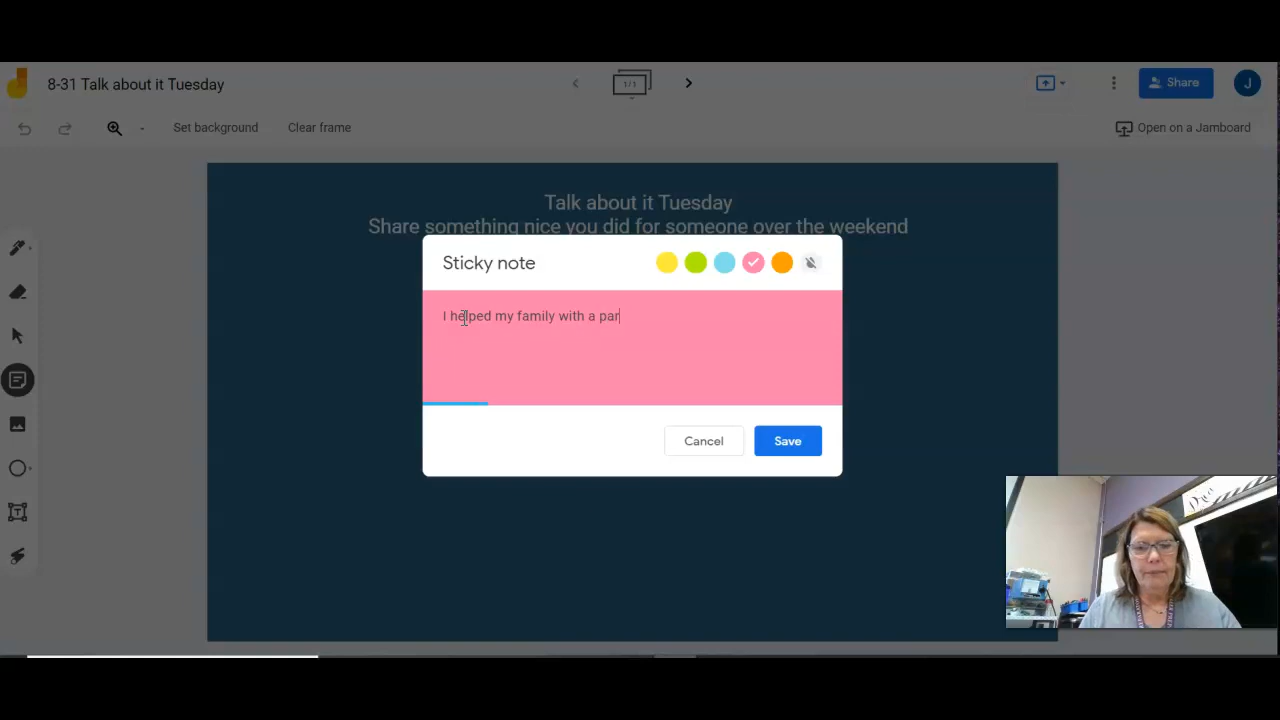 8-31 Talk about it Tuesday
1/1
Share
J
Set background
Clear frame
Open on a Jamboard
Talk about it Tuesday
Share something nice you did for someone over the weekend
Sticky note
I helped my family with a par
Cancel
Save